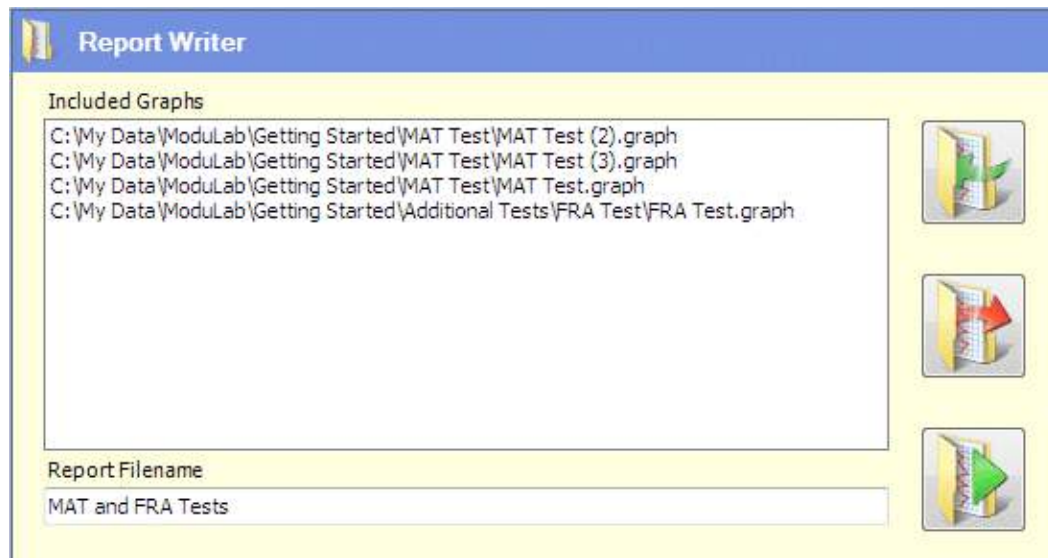 Report Writer
Included Graphs
C:\My Data\ModuLab\Getting Started\MAT Test\MAT Test (2).graph
C:\My Data\ModuLab\Getting Started\MAT Test\MAT Test (3).graph
C:\My Data\ModuLab\Getting Started\MAT Test\MAT Test.graph
C:\My Data\ModuLab\Getting Started\Additional Tests\FRA Test\FRA Test.graph
Report Filename
MAT and FRA Tests